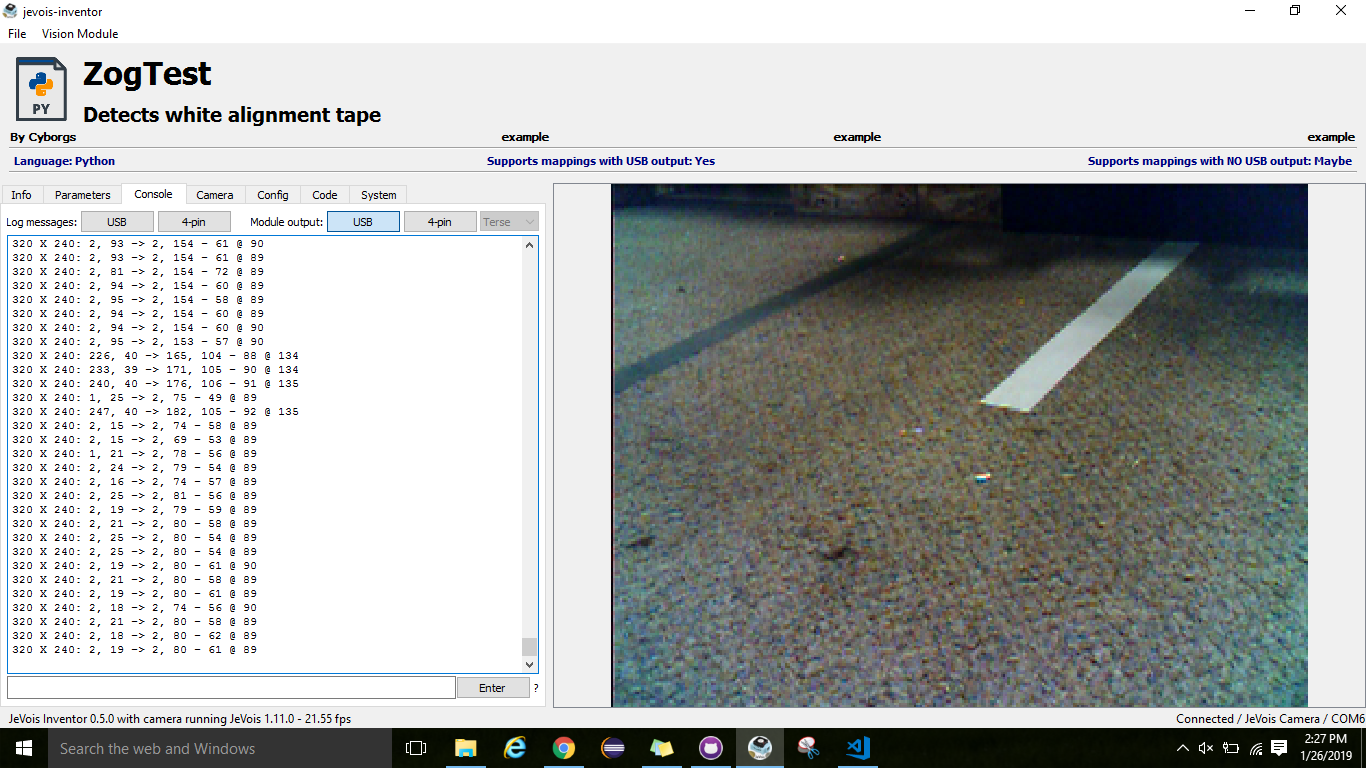 jevois-inventor
File Vision Module
PY
ZogTest
Detects white alignment tape
By Cyborgs example example example
Language: Python Supports mappings with USB output: Yes Supports mappings with NO USB output: Maybe
Info Parameters Console Camera Config Code System
Log messages: USB 4-pin Module output: USB 4-pin Terse
320 X 240: 2, 93 -> 2, 154 - 61 @ 90
320 X 240: 2, 93 -> 2, 154 - 61 @ 89
320 X 240: 2, 81 -> 2, 154 - 72 @ 89
320 X 240: 2, 94 -> 2, 154 - 60 @ 89
320 X 240: 2, 95 -> 2, 154 - 58 @ 89
320 X 240: 2, 94 -> 2, 154 - 60 @ 89
320 X 240: 2, 94 -> 2, 154 - 60 @ 90
320 X 240: 2, 95 -> 2, 153 - 57 @ 90
320 X 240: 226, 40 -> 165, 104 - 88 @ 134
320 X 240: 233, 39 -> 171, 105 - 90 @ 134
320 X 240: 240, 40 -> 176, 106 - 91 @ 135
320 X 240: 1, 25 -> 2, 75 - 49 @ 89
320 X 240: 247, 40 -> 182, 105 - 92 @ 135
320 X 240: 2, 15 -> 2, 74 - 58 @ 89
320 X 240: 2, 15 -> 2, 69 - 53 @ 89
320 X 240: 1, 21 -> 2, 78 - 56 @ 89
320 X 240: 2, 24 -> 2, 79 - 54 @ 89
320 X 240: 2, 16 -> 2, 74 - 57 @ 89
320 X 240: 2, 25 -> 2, 81 - 56 @ 89
320 X 240: 2, 19 -> 2, 79 - 59 @ 89
320 X 240: 2, 21 -> 2, 80 - 58 @ 89
320 X 240: 2, 25 -> 2, 80 - 54 @ 89
320 X 240: 2, 25 -> 2, 80 - 54 @ 89
320 X 240: 2, 19 -> 2, 80 - 61 @ 90
320 X 240: 2, 21 -> 2, 80 - 58 @ 89
320 X 240: 2, 19 -> 2, 80 - 61 @ 89
320 X 240: 2, 18 -> 2, 74 - 56 @ 90
320 X 240: 2, 21 -> 2, 80 - 58 @ 89
320 X 240: 2, 18 -> 2, 80 - 62 @ 89
320 X 240: 2, 19 -> 2, 80 - 61 @ 89
Enter ?
JeVois Inventor 0.5.0 with camera running JeVois 1.11.0 - 21.55 fps Connected / JeVois Camera / COM6
Search the web and Windows
2:27 PM
1/26/2019